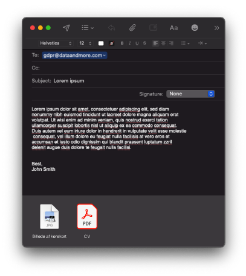 Helvetica 12 B I U S
To: gdpr@dataandmore.com
Cc:
Subject: Lorem ipsum
Signature: None
Lorem ipsum dolor sit amet, consectetuer adipiscing elit, sed diam
nonummy nibh euismod tincidunt ut laoreet dolore magna aliquam erat
volutpat. Ut wisi enim ad minim veniam, quis nostrud exerci tation
ullamcorper suscipit lobortis nisl ut aliquip ex ea commodo consequat.
Duis autem vel eum iriure dolor in hendrerit in vulputate velit esse molestie
consequat, vel illum dolore eu feugiat nulla facilisis at vero eros et
accumsan et iusto odio dignissim qui blandit praesent luptatum zzril
delenit augue duis dolore te feugait nulla facilisi.
Best,
John Smith
PDF
CV